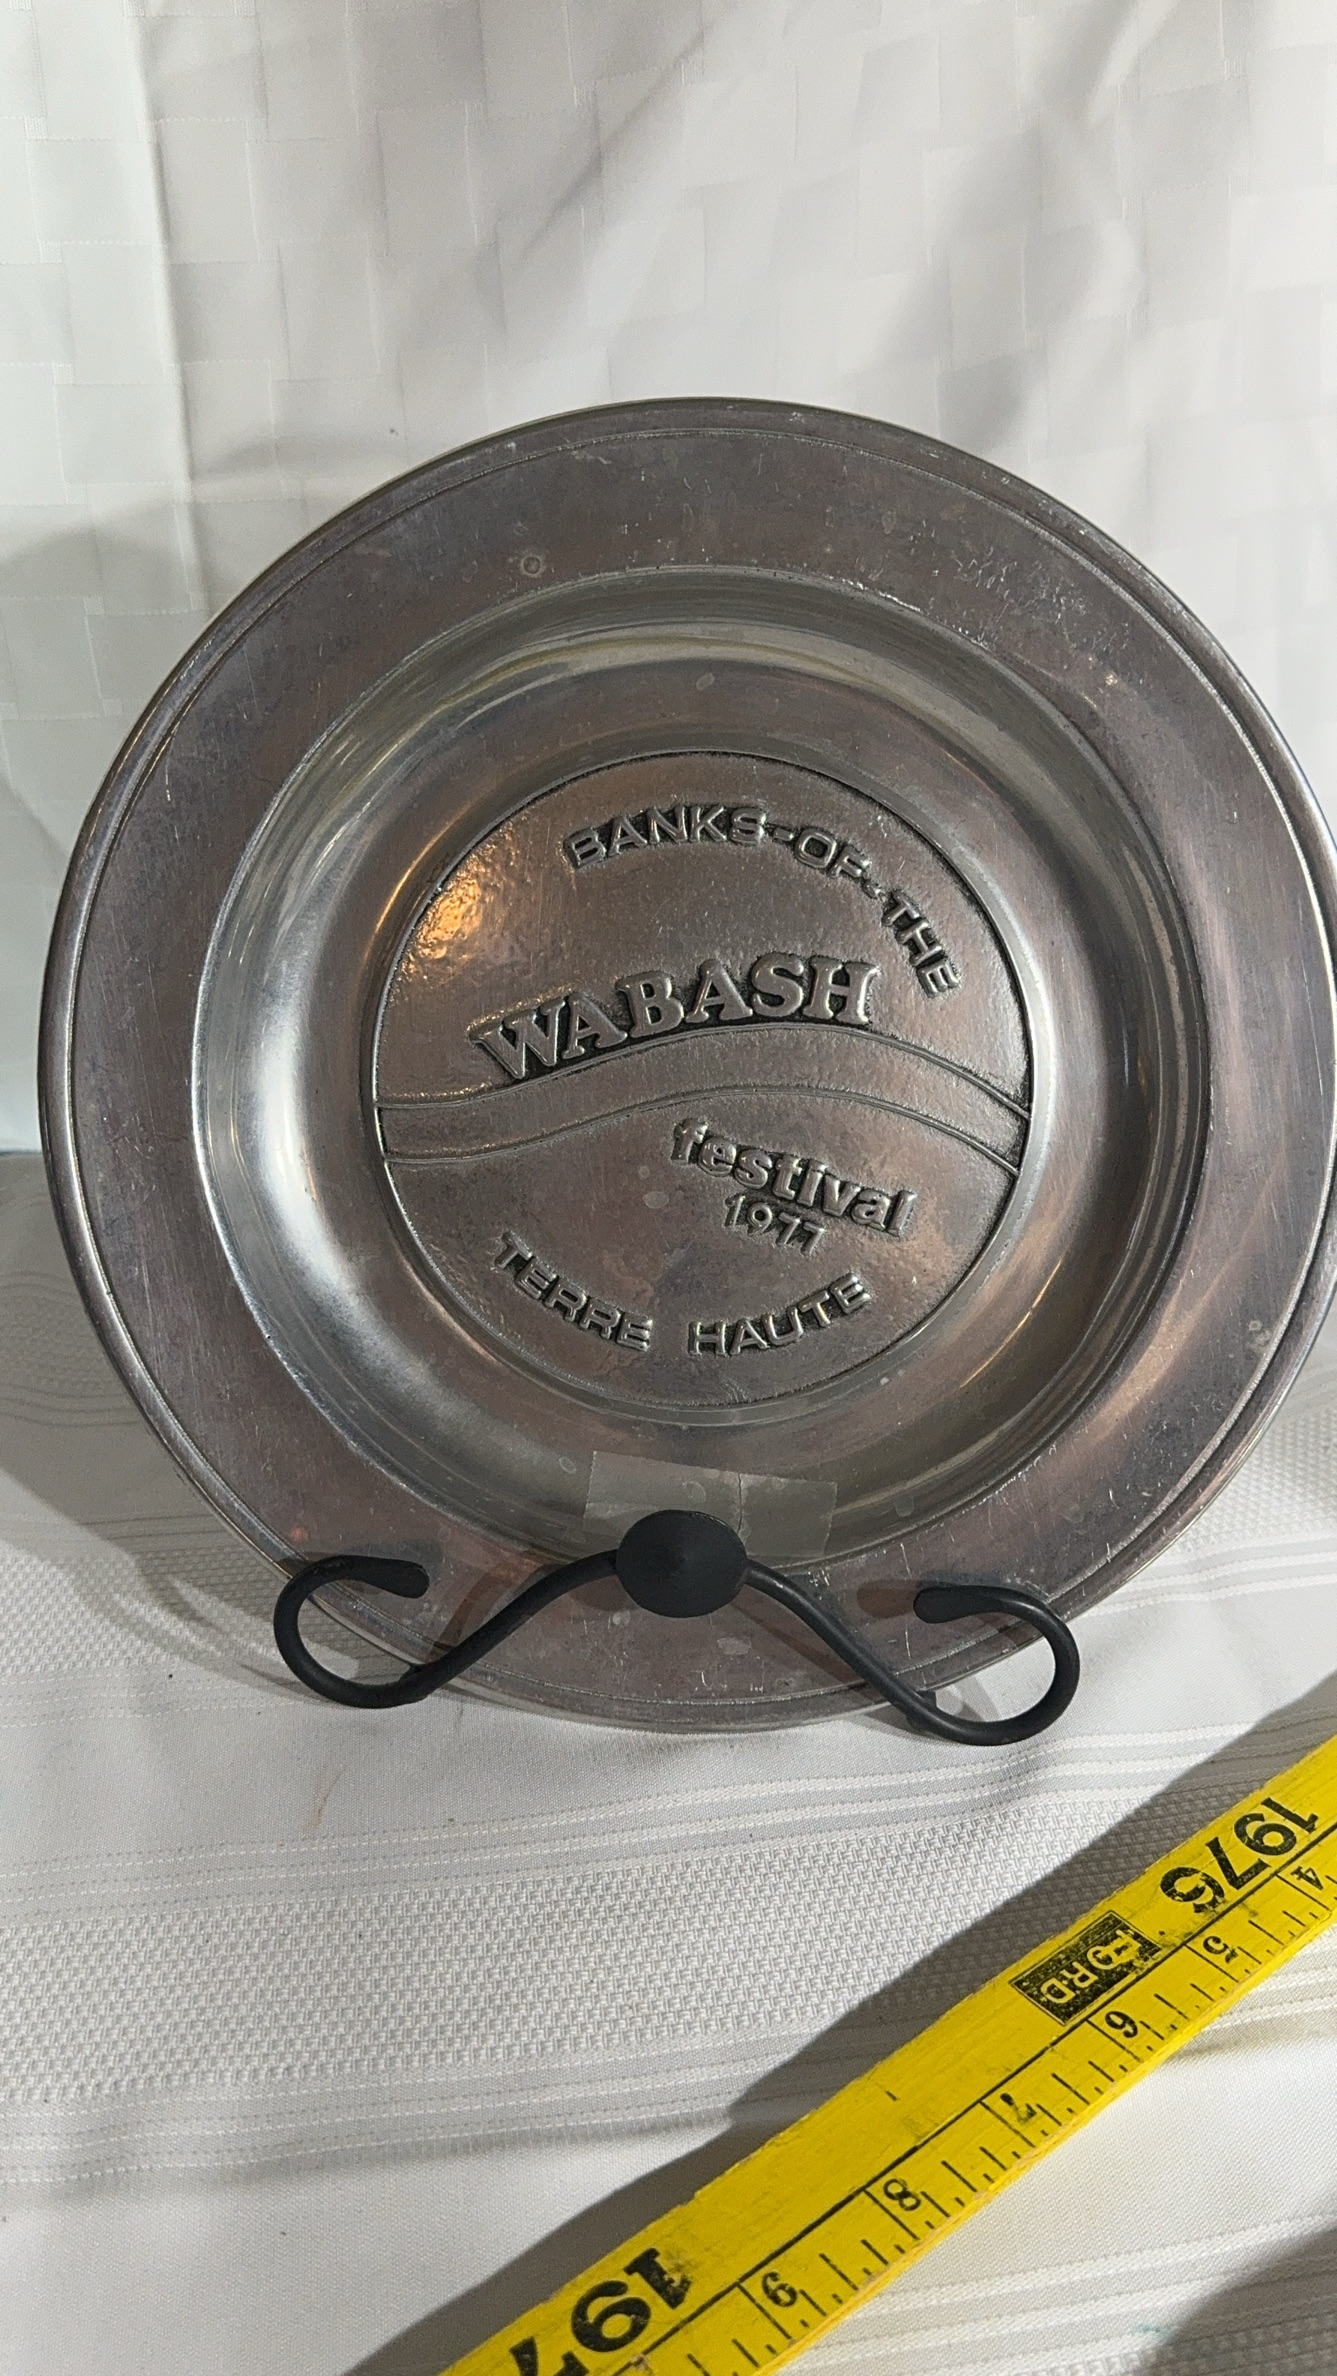 BANKS-OF-THE
WABASH
festival
1977
TERRE HAUTE
1976
FORD
4
5
6
7
8
9
197